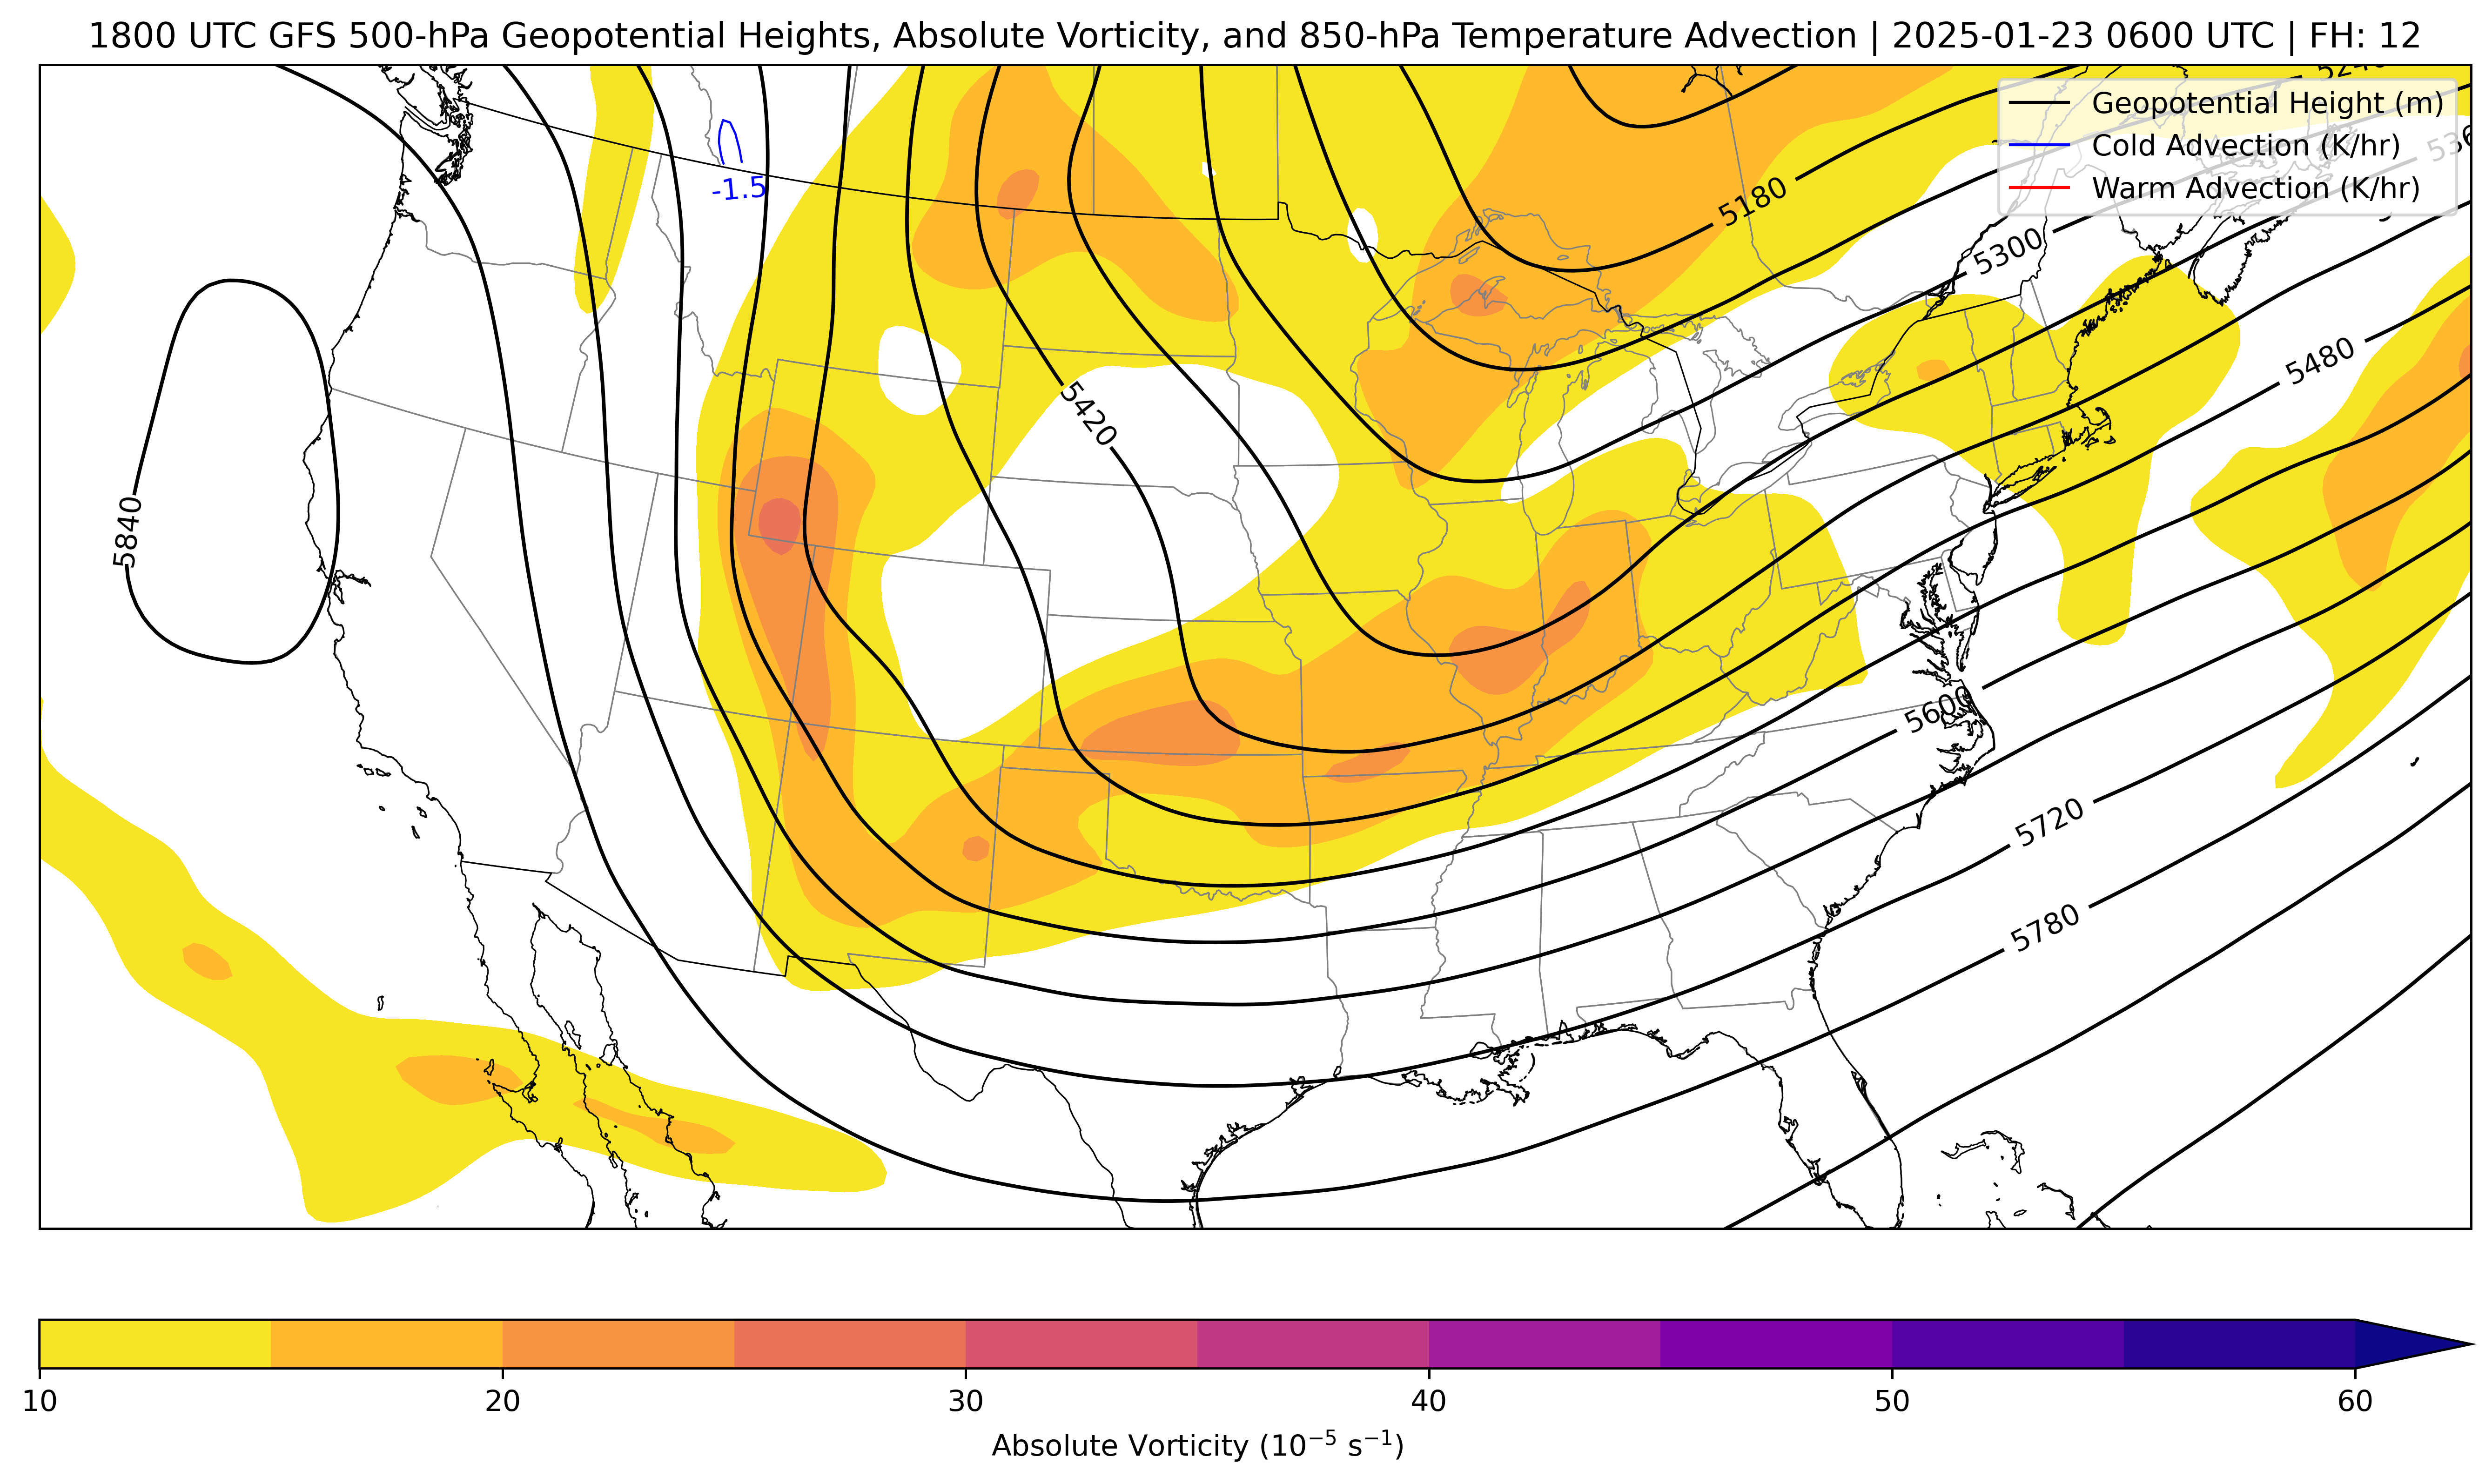 1800 UTC GFS 500-hPa Geopotential Heights, Absolute Vorticity, and 850-hPa Temperature Advection | 2025-01-23 0600 UTC | FH: 12
Geopotential Height (m)
Cold Advection (K/hr)
Warm Advection (K/hr)
-1.5
5180
5300
5480
5420
5840
5600
5720
5780
10 20 30 40 50 60
Absolute Vorticity (10⁻⁵ s⁻¹)